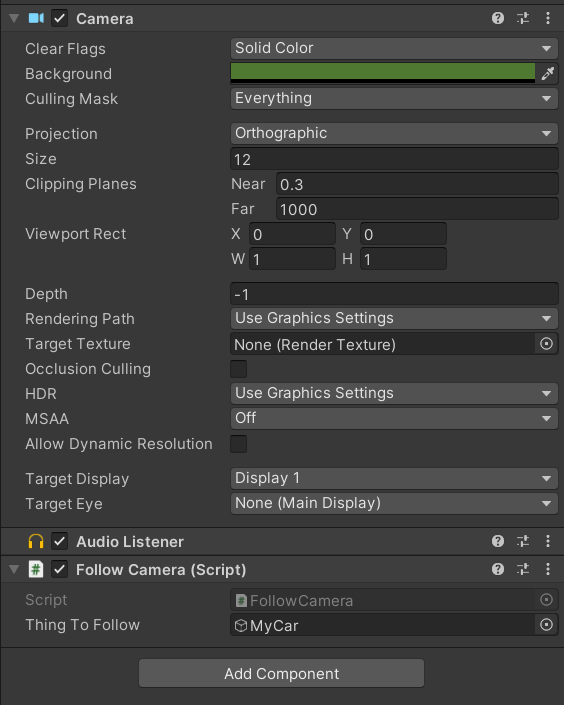 Camera
Clear Flags Solid Color
Background
Culling Mask Everything
Projection Orthographic
Size 12
Clipping Planes Near 0.3
Far 1000
Viewport Rect X 0 Y 0
W 1 H 1
Depth -1
Rendering Path Use Graphics Settings
Target Texture None (Render Texture)
Occlusion Culling
HDR Use Graphics Settings
MSAA Off
Allow Dynamic Resolution
Target Display Display 1
Target Eye None (Main Display)
Audio Listener
# Follow Camera (Script)
Script # FollowCamera
Thing To Follow MyCar
Add Component